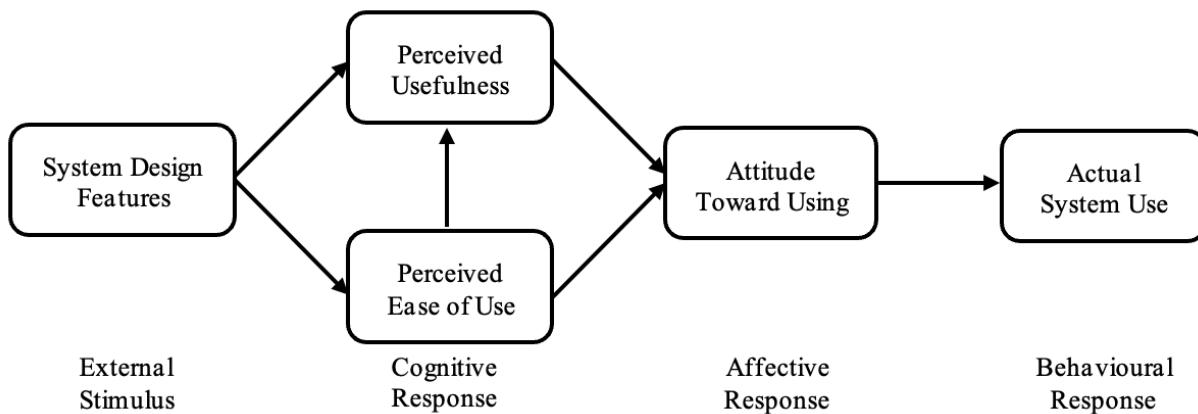 Perceived
Usefulness
System Design
Features
Attitude
Toward Using
Actual
System Use
Perceived
Ease of Use
External
Stimulus
Cognitive
Response
Affective
Response
Behavioural
Response